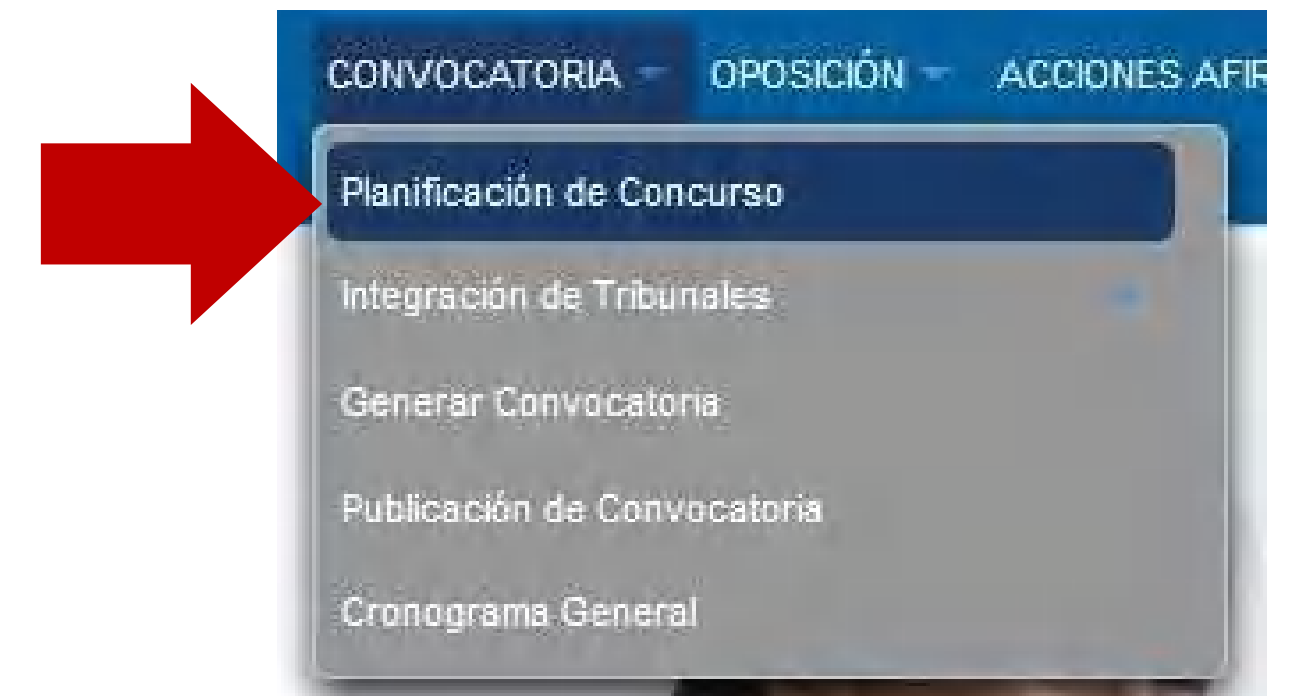 CONVOCATORIA OPOSICIÓN ACCIONES AFIR
Planificación de Concurso
Integración de Tribunales
Generar Convocatoria
Publicación de Convocatoria
Cronograma General